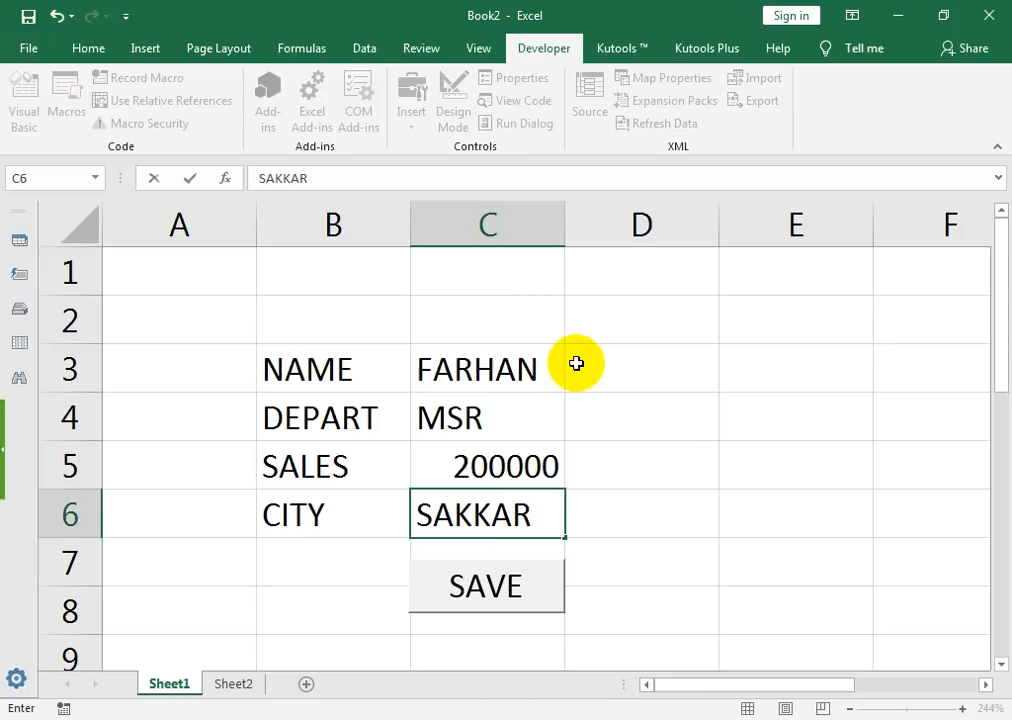 Book2 - Excel
Sign in
File Home Insert Page Layout Formulas Data Review View Developer Kutools ™ Kutools Plus Help Tell me Share
Visual Basic
Macros
Record Macro
Use Relative References
Macro Security
Code
Add-ins
Excel Add-ins
COM Add-ins
Add-ins
Insert
Design Mode
Properties
View Code
Run Dialog
Controls
Source
Map Properties
Expansion Packs
Refresh Data
Import
Export
XML
C6
fx
SAKKAR
A B C D E F
1
2
3 NAME FARHAN
4 DEPART MSR
5 SALES 200000
6 CITY SAKKAR
7
SAVE
8
9
Sheet1 Sheet2
Enter
244%